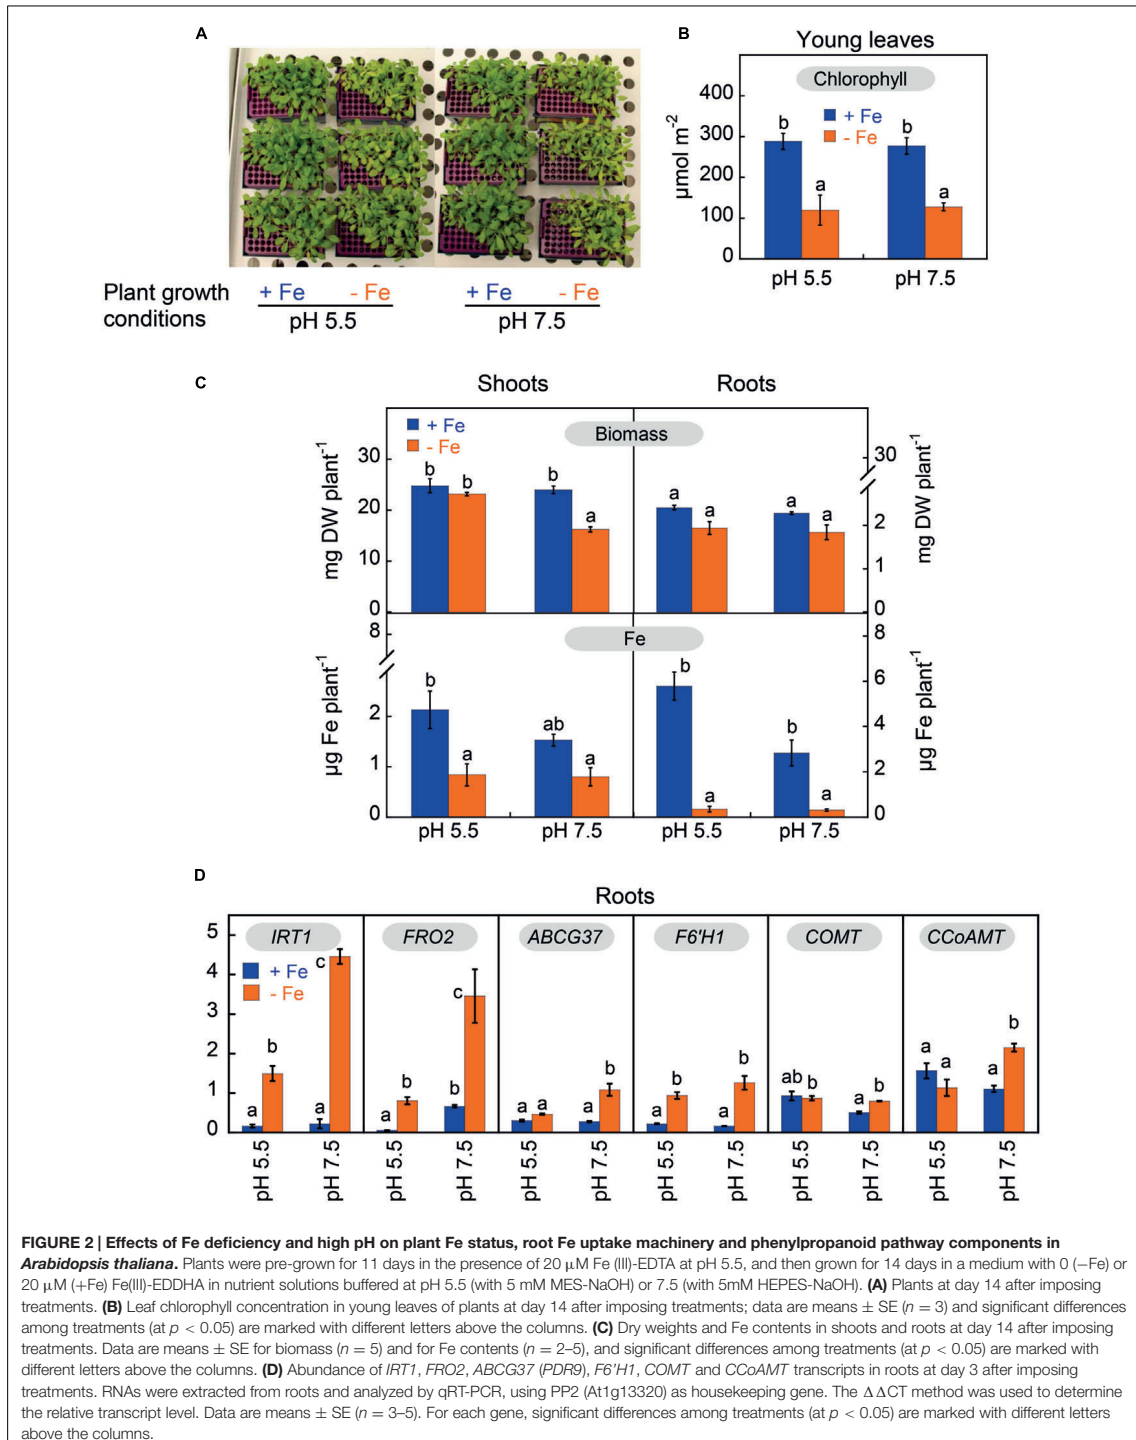 A
Plant growth
conditions
+ Fe - Fe + Fe - Fe
pH 5.5 pH 7.5
B
Young leaves
Chlorophyll
+ Fe
- Fe
µmol m-2
400
300
200
100
0
b a b a
pH 5.5 pH 7.5
C
Shoots Roots
+ Fe
- Fe
Biomass
mg DW plant-1
30
20
10
0
b b b a a a a a
30
2
1
0
mg DW plant-1
Fe
µg Fe plant-1
8
2
1
0
b a ab a b a b a
8
6
4
2
0
µg Fe plant-1
pH 5.5 pH 7.5 pH 5.5 pH 7.5
D
Roots
IRT1 FRO2 ABCG37 F6'H1 COMT CCoAMT
+ Fe
- Fe
5
4
3
2
1
0
a b a c a b b c a a a b a b a b ab b a b a a a b
pH 5.5 pH 7.5 pH 5.5 pH 7.5 pH 5.5 pH 7.5 pH 5.5 pH 7.5 pH 5.5 pH 7.5 pH 5.5 pH 7.5
FIGURE 2 | Effects of Fe deficiency and high pH on plant Fe status, root Fe uptake machinery and phenylpropanoid pathway components in
Arabidopsis thaliana. Plants were pre-grown for 11 days in the presence of 20 µM Fe (III)-EDTA at pH 5.5, and then grown for 14 days in a medium with 0 (−Fe) or
20 µM (+Fe) Fe(III)-EDDHA in nutrient solutions buffered at pH 5.5 (with 5 mM MES-NaOH) or 7.5 (with 5mM HEPES-NaOH). (A) Plants at day 14 after imposing
treatments. (B) Leaf chlorophyll concentration in young leaves of plants at day 14 after imposing treatments; data are means ± SE (n = 3) and significant differences
among treatments (at p < 0.05) are marked with different letters above the columns. (C) Dry weights and Fe contents in shoots and roots at day 14 after imposing
treatments. Data are means ± SE for biomass (n = 5) and for Fe contents (n = 2–5), and significant differences among treatments (at p < 0.05) are marked with
different letters above the columns. (D) Abundance of IRT1, FRO2, ABCG37 (PDR9), F6'H1, COMT and CCoAMT transcripts in roots at day 3 after imposing
treatments. RNAs were extracted from roots and analyzed by qRT-PCR, using PP2 (At1g13320) as housekeeping gene. The ΔΔCT method was used to determine
the relative transcript level. Data are means ± SE (n = 3–5). For each gene, significant differences among treatments (at p < 0.05) are marked with different letters
above the columns.